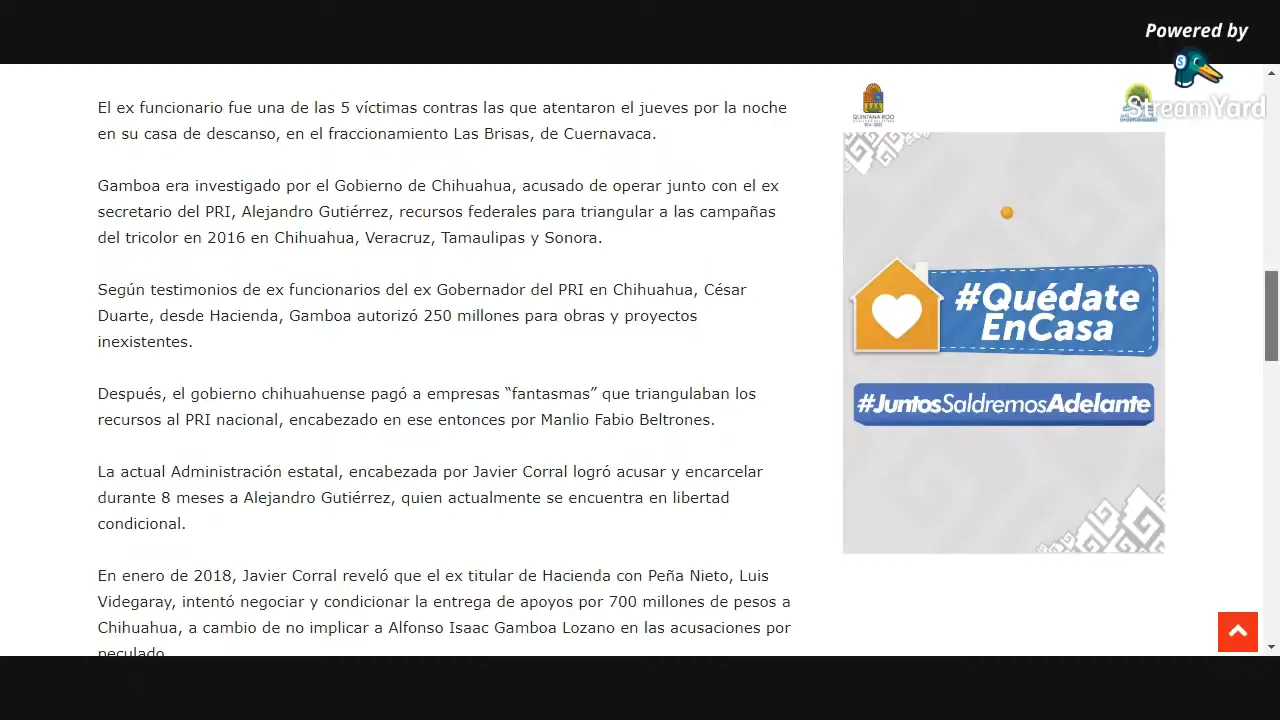 Powered by
StreamYard
El ex funcionario fue una de las 5 víctimas contras las que atentaron el jueves por la noche
en su casa de descanso, en el fraccionamiento Las Brisas, de Cuernavaca.
Gamboa era investigado por el Gobierno de Chihuahua, acusado de operar junto con el ex
secretario del PRI, Alejandro Gutiérrez, recursos federales para triangular a las campañas
del tricolor en 2016 en Chihuahua, Veracruz, Tamaulipas y Sonora.
Según testimonios de ex funcionarios del ex Gobernador del PRI en Chihuahua, César
Duarte, desde Hacienda, Gamboa autorizó 250 millones para obras y proyectos
inexistentes.
Después, el gobierno chihuahuense pagó a empresas “fantasmas” que triangulaban los
recursos al PRI nacional, encabezado en ese entonces por Manlio Fabio Beltrones.
La actual Administración estatal, encabezada por Javier Corral logró acusar y encarcelar
durante 8 meses a Alejandro Gutiérrez, quien actualmente se encuentra en libertad
condicional.
En enero de 2018, Javier Corral reveló que el ex titular de Hacienda con Peña Nieto, Luis
Videgaray, intentó negociar y condicionar la entrega de apoyos por 700 millones de pesos a
Chihuahua, a cambio de no implicar a Alfonso Isaac Gamboa Lozano en las acusaciones por
peculado
QUINTANA ROO
#Quédate
EnCasa
#JuntosSaldremosAdelante